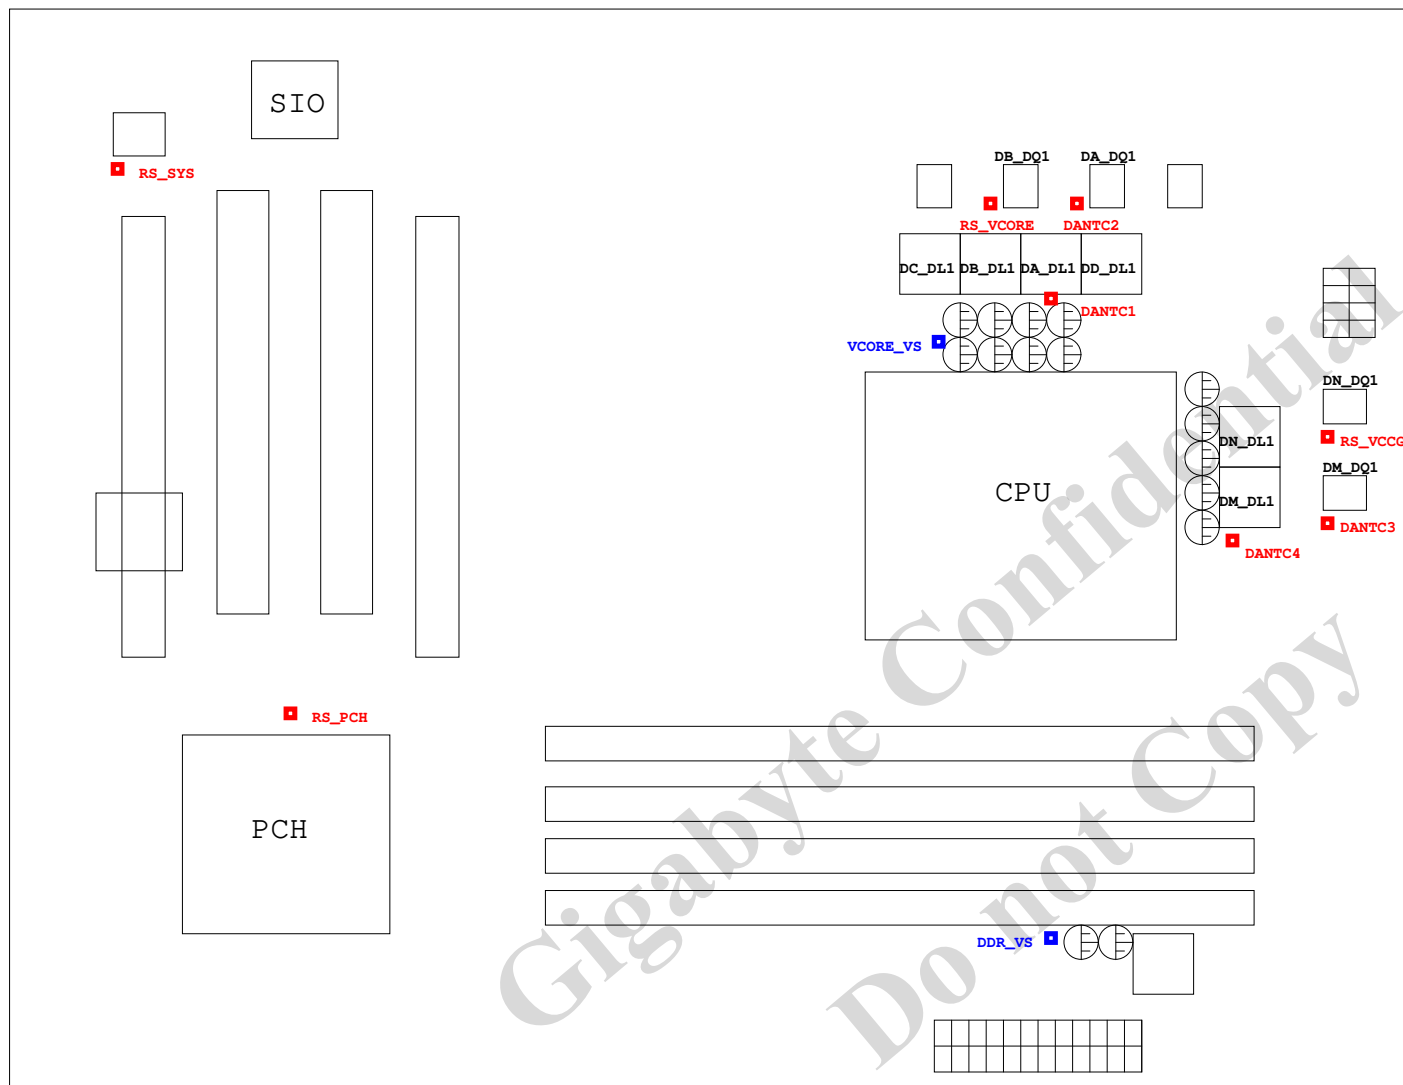 SIO
DB_DQ1
DA_DQ1
RS_SYS
RS_VCORE
DANTC2
DC_DL1
DB_DL1
DA_DL1
DD_DL1
DANTC1
VCORE_VS
DN_DQ1
DN_DL1
RS_VCCG
DM_DQ1
CPU
DM_DL1
DANTC3
DANTC4
RS_PCH
PCH
DDR_VS
Gigabyte Confidential
Do not Copy